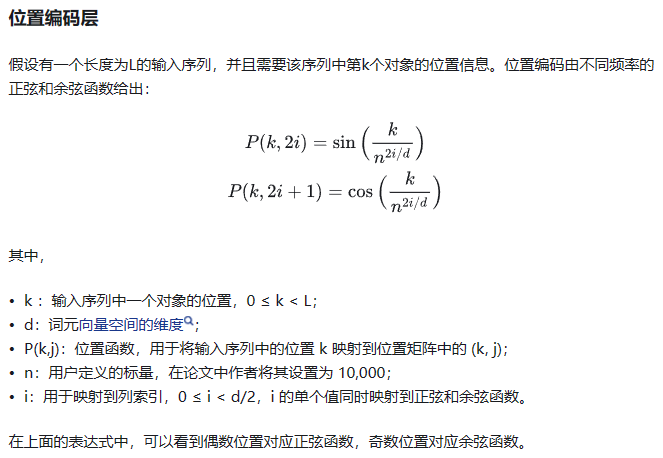 位置编码层
假设有一个长度为L的输入序列，并且需要该序列中第k个对象的位置信息。位置编码由不同频率的
正弦和余弦函数给出：
P(k, 2i) = sin(k / n^{2i/d})
P(k, 2i + 1) = cos(k / n^{2i/d})
其中，
• k ：输入序列中一个对象的位置，0 ≤ k < L；
• d：词元向量空间的维度；
• P(k,j)：位置函数，用于将输入序列中的位置 k 映射到位置矩阵中的 (k, j)；
• n：用户定义的标量，在论文中作者将其设置为 10,000；
• i：用于映射到列索引，0 ≤ i < d/2，i 的单个值同时映射到正弦和余弦函数。
在上面的表达式中，可以看到偶数位置对应正弦函数，奇数位置对应余弦函数。